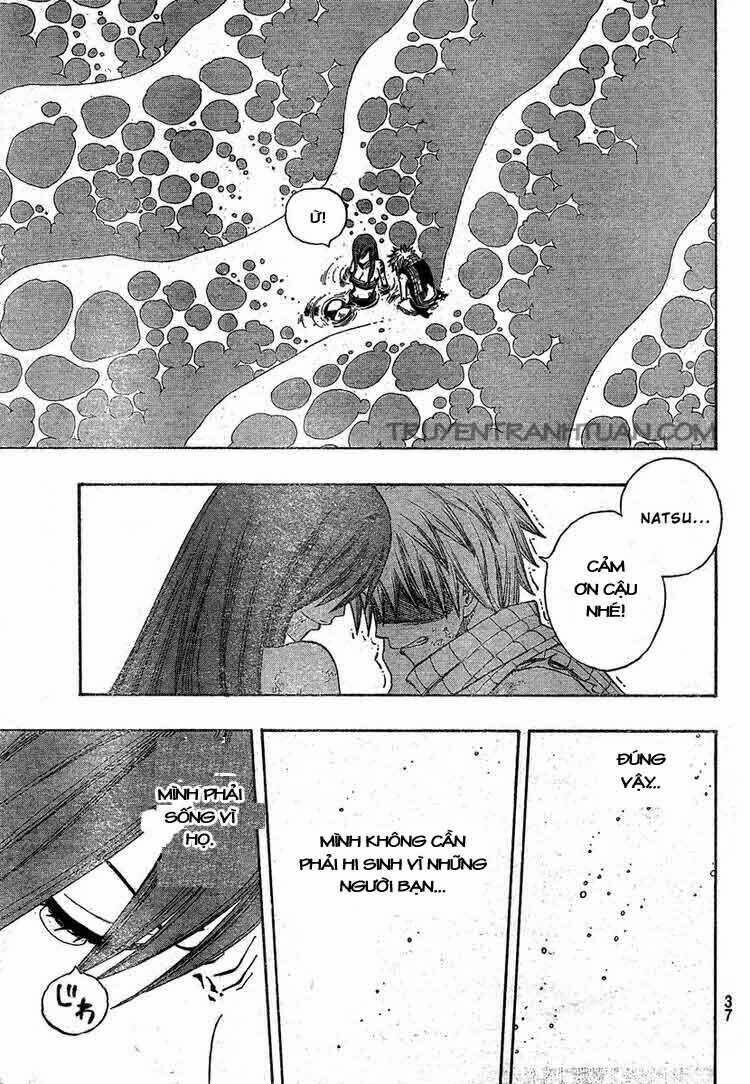 Ừ!
TRUYENTRANHTUAN.COM
NATSU...
CẢM
ƠN CẬU
NHÉ!
ĐÚNG
VẬY...
MÌNH KHÔNG CẦN
PHẢI HI SINH VÌ NHỮNG
NGƯỜI BẠN...
MÌNH PHẢI
SỐNG VÌ
HỌ.
じわ
37